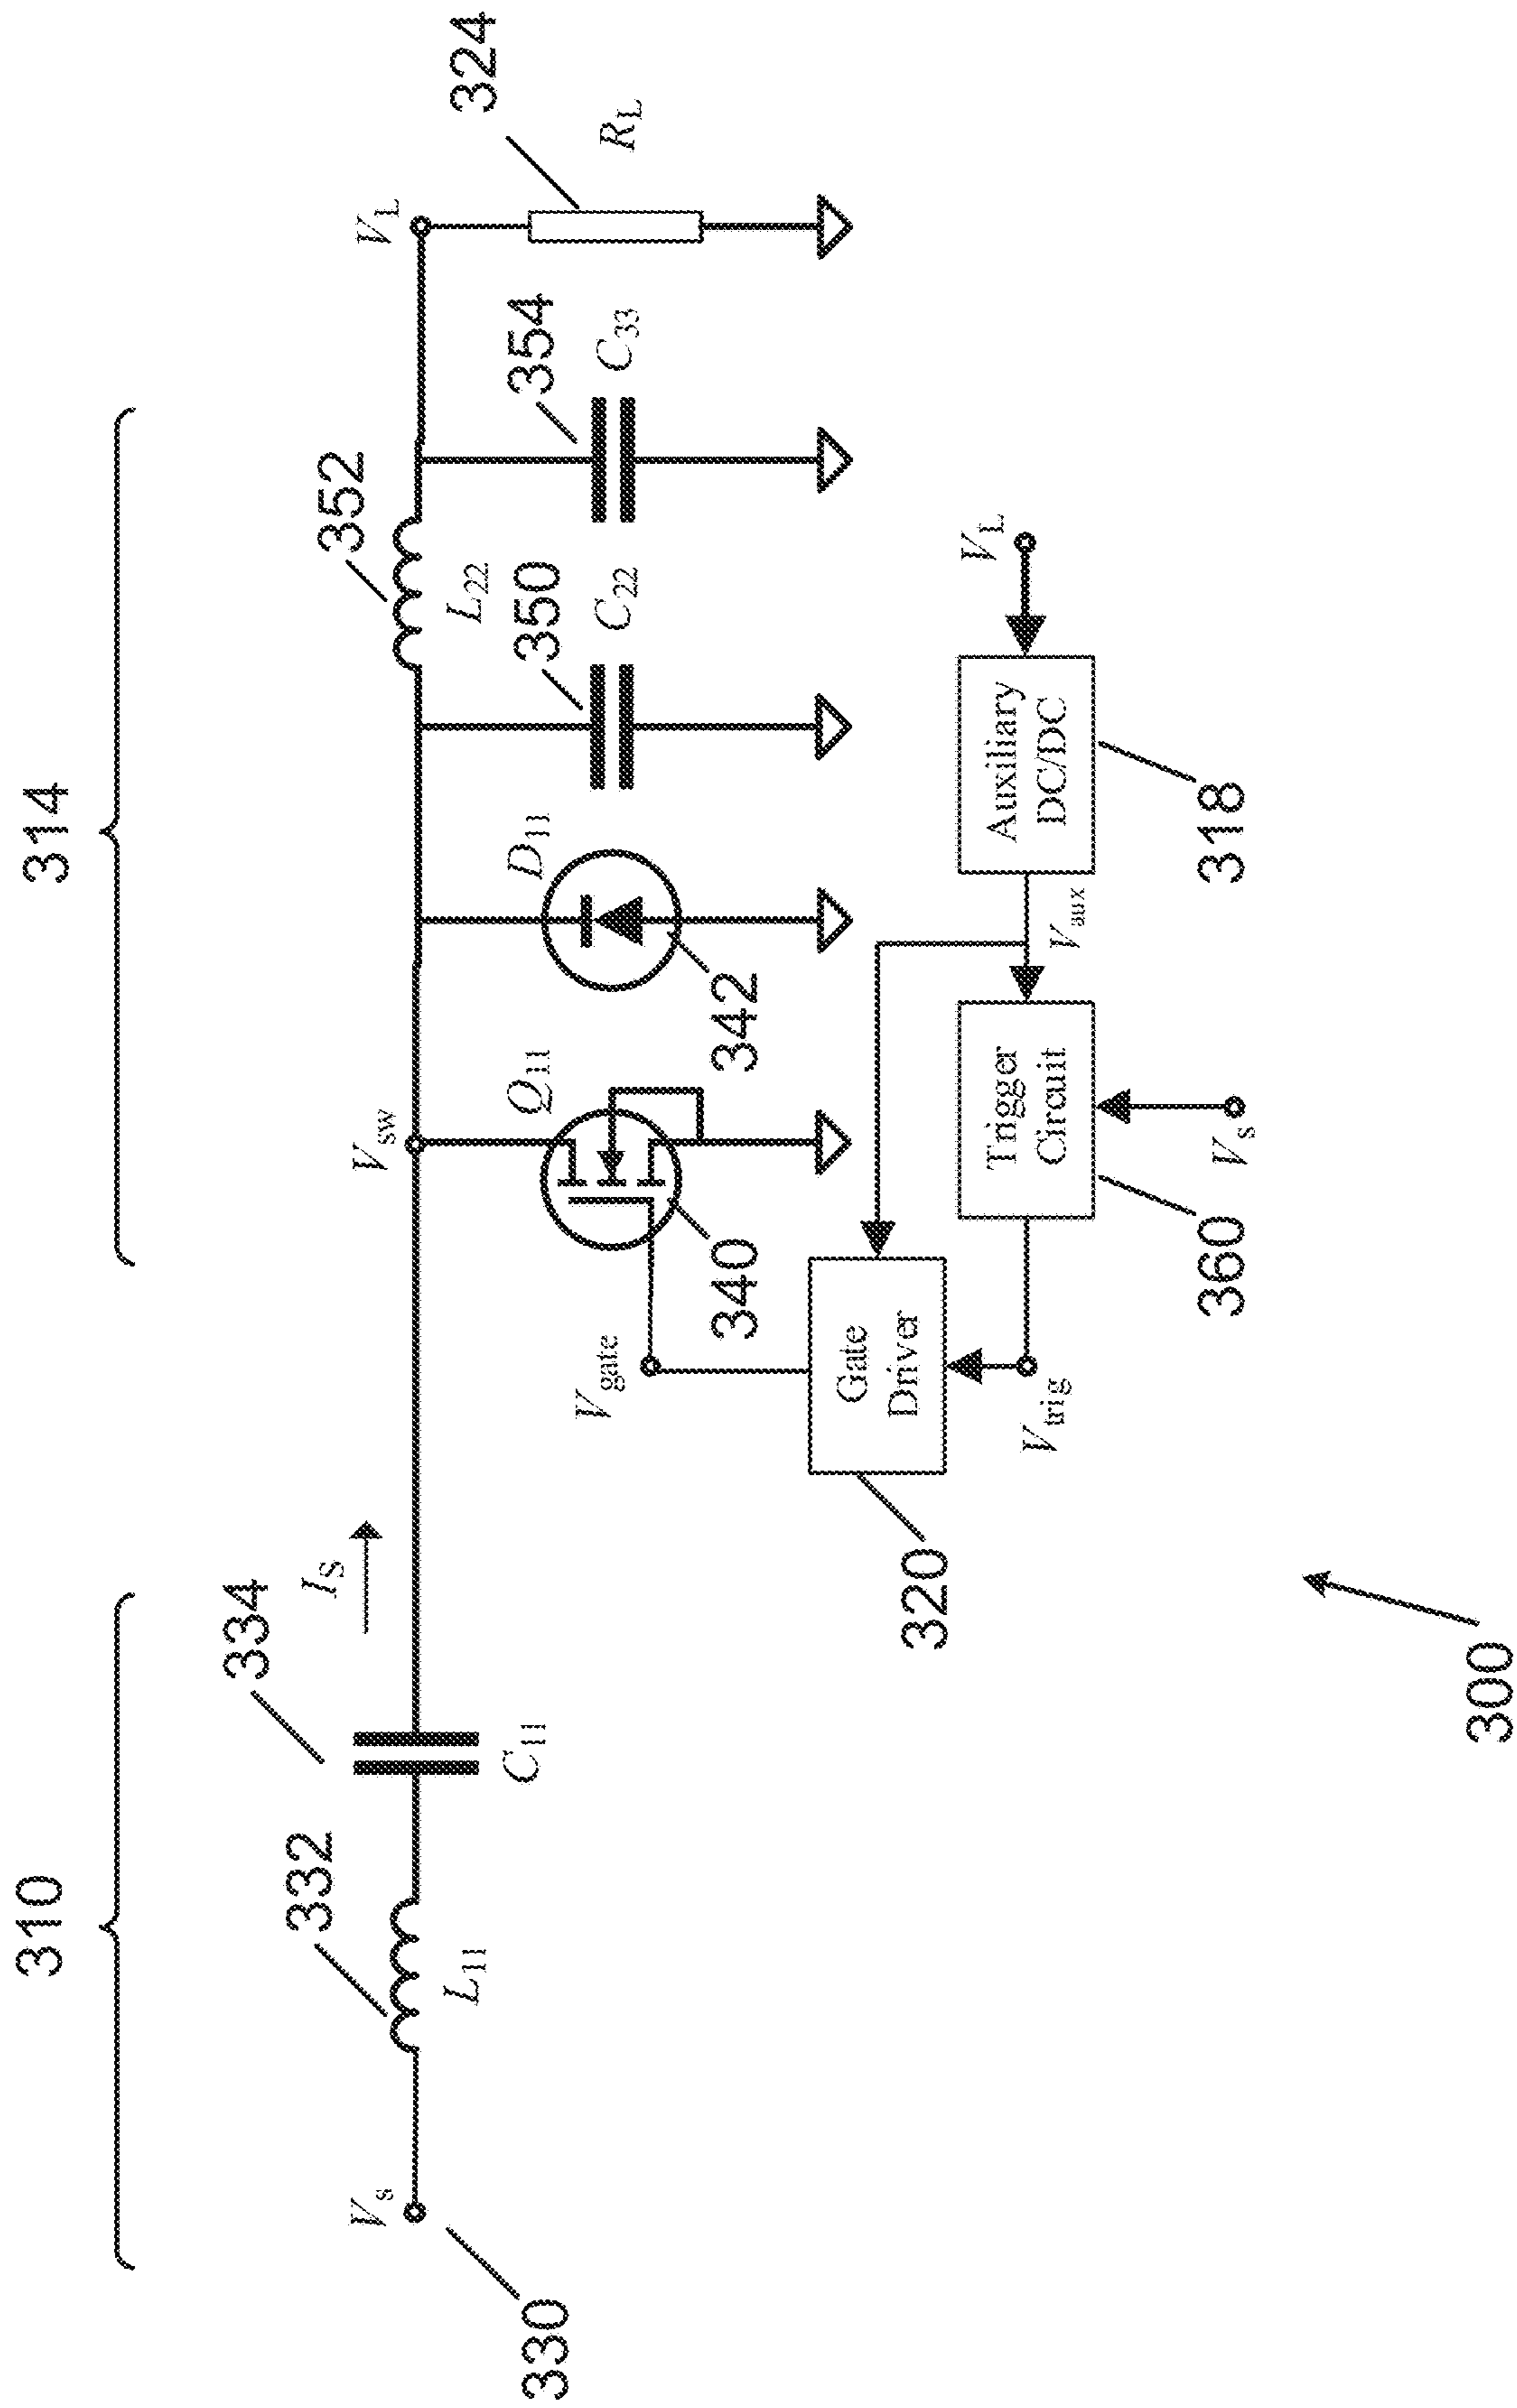 310
314
334
332
352
324
I_S
V_s
V_sw
V_L
L_11
C_11
L_22
Q_11
D_11
350
C_22
354
C_33
R_L
330
V_gate
340
342
Gate
Driver
Trigger
Circuit
Auxiliary
DC/DC
V_L
V_aux
V_trig
320
360
V_S
318
300